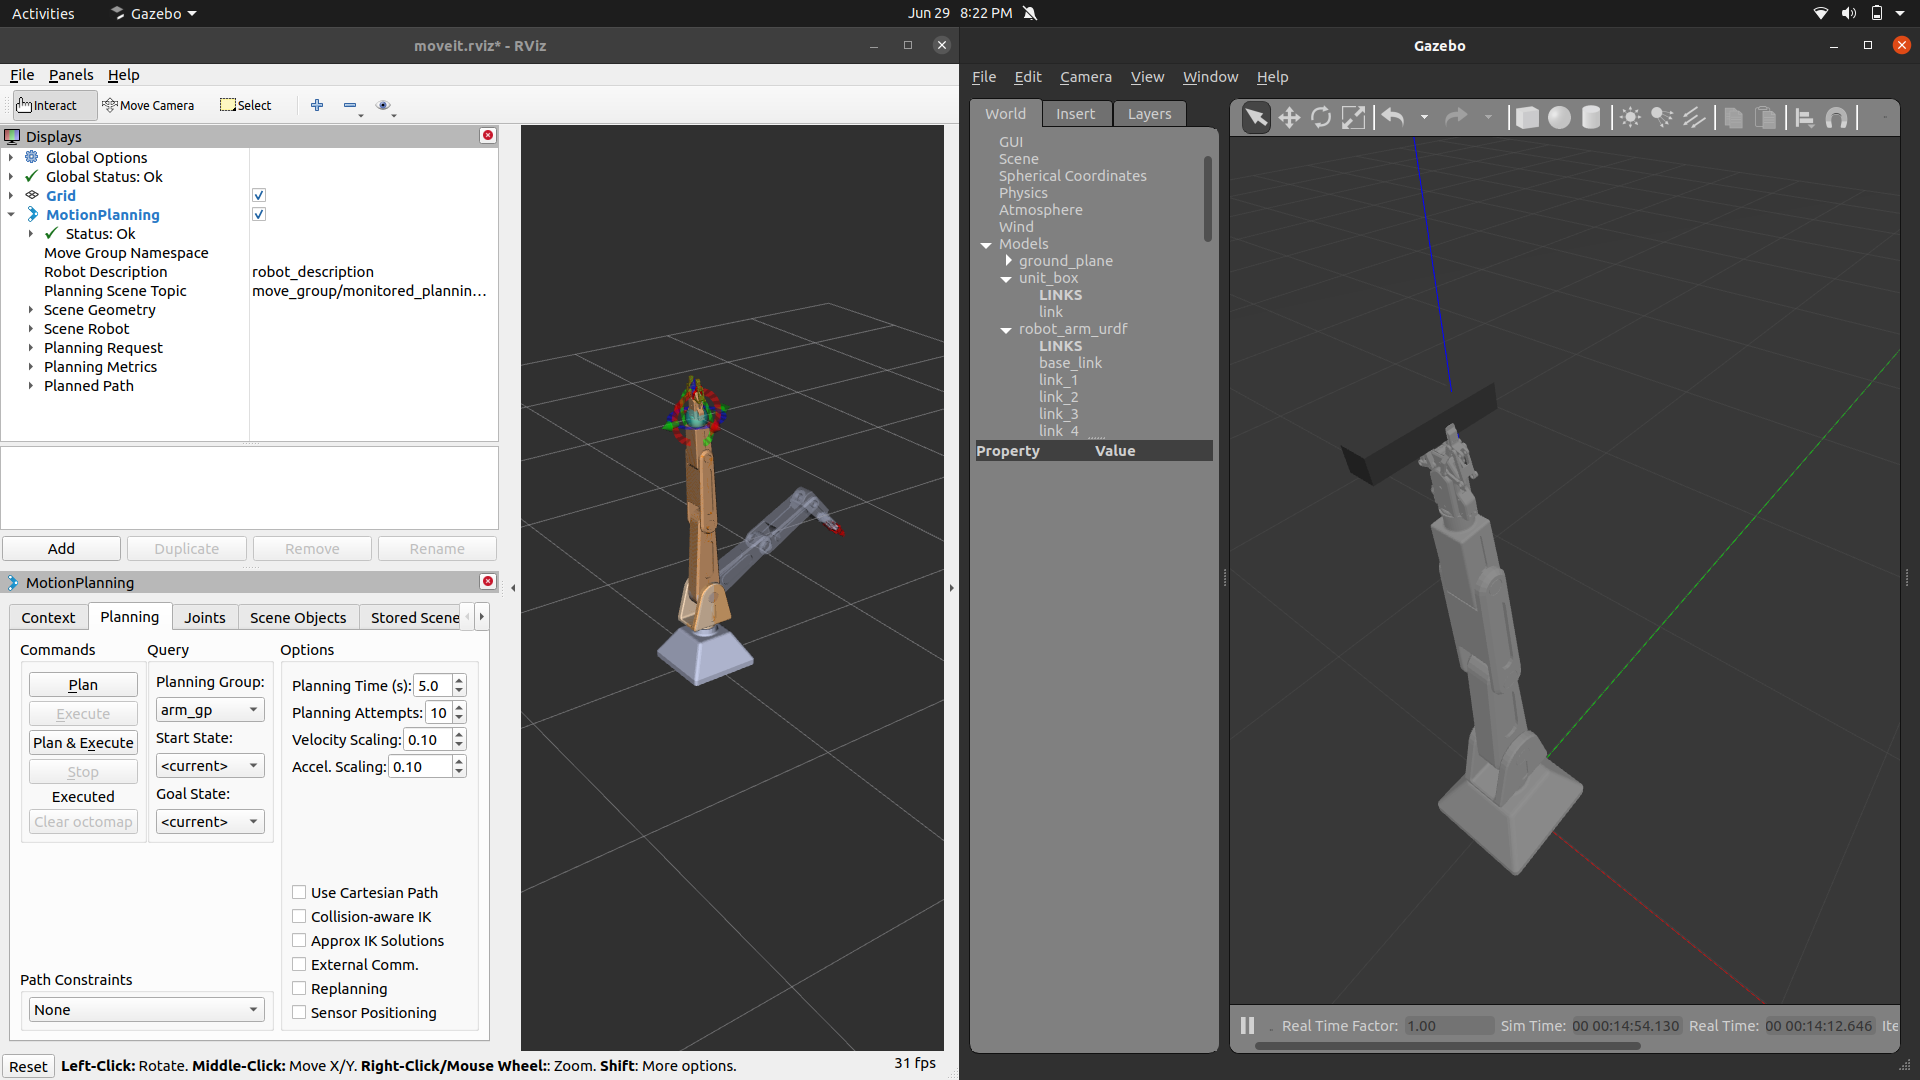 Activities
Gazebo
Jun 29 8:22 PM
moveit.rviz* - RViz
File Panels Help
Interact
Move Camera
Select
Displays
Global Options
Global Status: Ok
Grid
MotionPlanning
Status: Ok
Move Group Namespace
Robot Description
robot_description
Planning Scene Topic
move_group/monitored_plannin...
Scene Geometry
Scene Robot
Planning Request
Planning Metrics
Planned Path
Add
Duplicate
Remove
Rename
MotionPlanning
Context
Planning
Joints
Scene Objects
Stored Scene
Commands
Query
Options
Plan
Execute
Plan & Execute
Stop
Executed
Clear octomap
Planning Group:
arm_gp
Start State:
<current>
Goal State:
<current>
Planning Time (s): 5.0
Planning Attempts: 10
Velocity Scaling: 0.10
Accel. Scaling: 0.10
Use Cartesian Path
Collision-aware IK
Approx IK Solutions
External Comm.
Replanning
Sensor Positioning
Path Constraints
None
Reset
Left-Click: Rotate. Middle-Click: Move X/Y. Right-Click/Mouse Wheel:: Zoom. Shift: More options.
31 fps
Gazebo
File Edit Camera View Window Help
World
Insert
Layers
GUI
Scene
Spherical Coordinates
Physics
Atmosphere
Wind
Models
ground_plane
unit_box
LINKS
link
robot_arm_urdf
LINKS
base_link
link_1
link_2
link_3
link_4
Property
Value
Real Time Factor: 1.00
Sim Time: 00 00:14:54.130
Real Time: 00 00:14:12.646
Ite